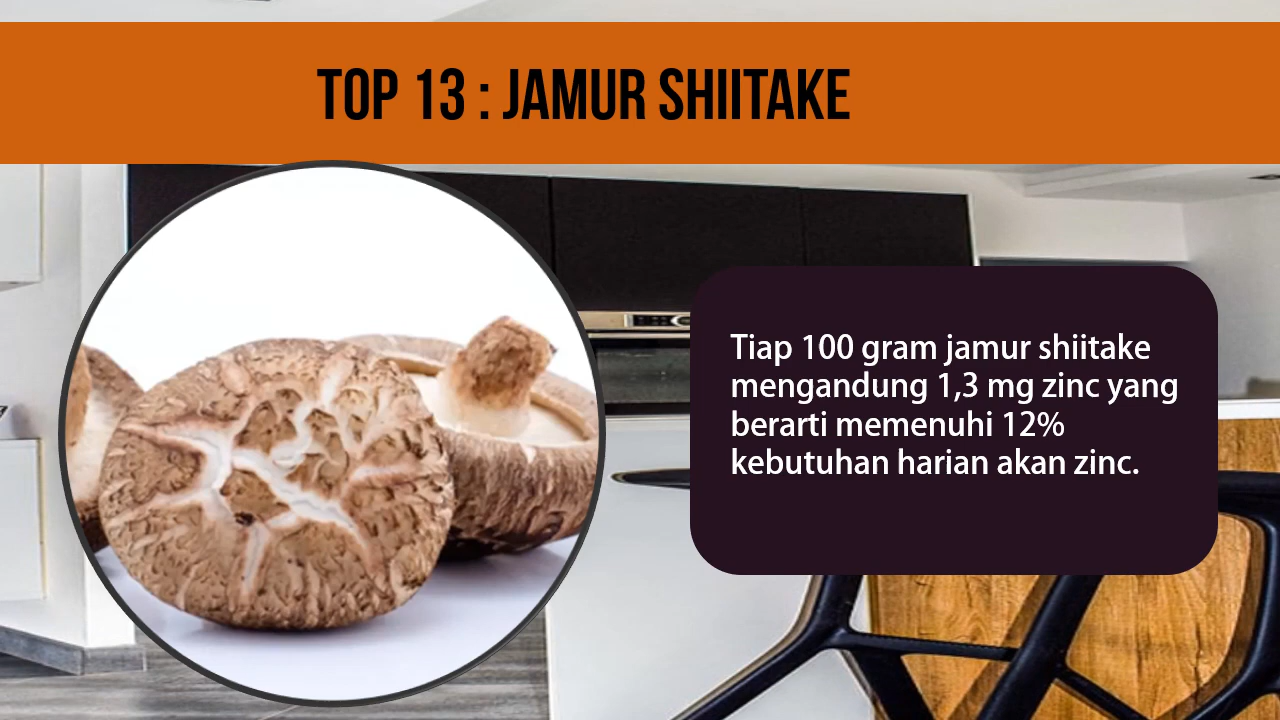 TOP 13 : JAMUR SHIITAKE
Tiap 100 gram jamur shiitake
mengandung 1,3 mg zinc yang
berarti memenuhi 12%
kebutuhan harian akan zinc.